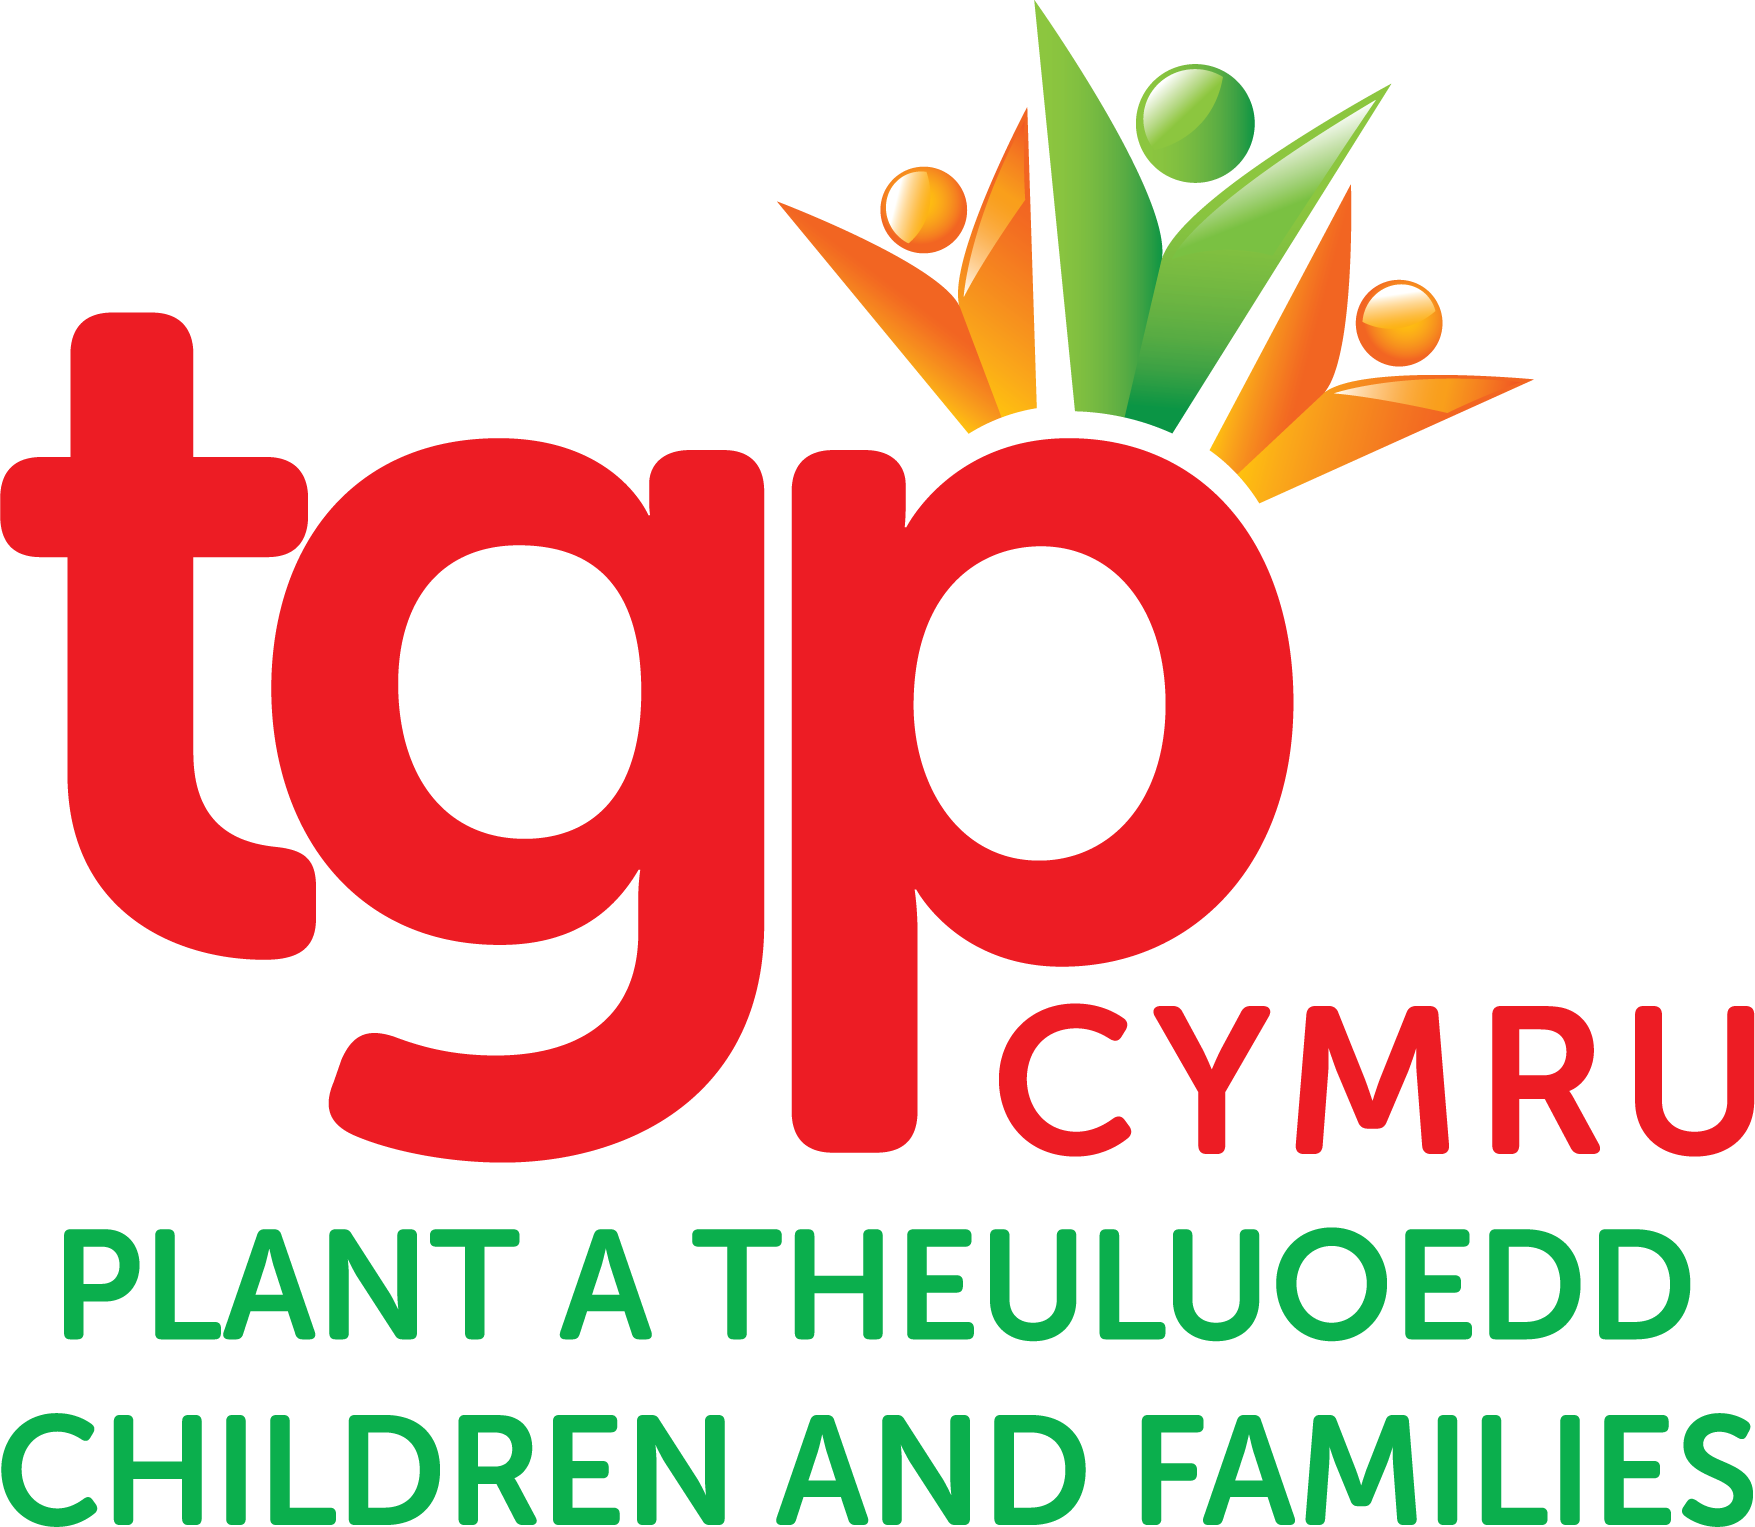 tgp
CYMRU
PLANT A THEULUOEDD
CHILDREN AND FAMILIES